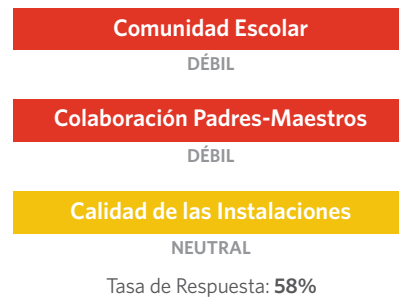 Comunidad Escolar
DÉBIL
Colaboración Padres-Maestros
DÉBIL
Calidad de las Instalaciones
NEUTRAL
Tasa de Respuesta: 58%